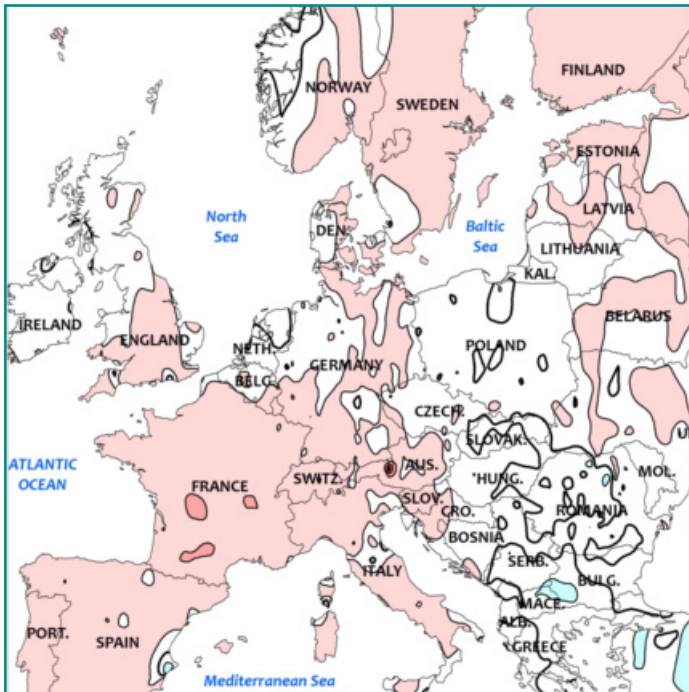 NORWAY
FINLAND
SWEDEN
ESTONIA
North
Sea
Baltic
Sea
LATVIA
DEN.
LITHUANIA
KAL.
IRELAND
ENGLAND
NETH.
BELG.
GERMANY
POLAND
BELARUS
CZECH.
SLOVAK.
U
ATLANTIC
OCEAN
FRANCE
SWITZ.
AUS.
HUNG.
MOL.
SLOV.
CRO.
ROMANIA
BOSNIA
SERB.
ITALY
BULG.
MACE.
ALB.
PORT.
SPAIN
GREECE
Mediterranean Sea